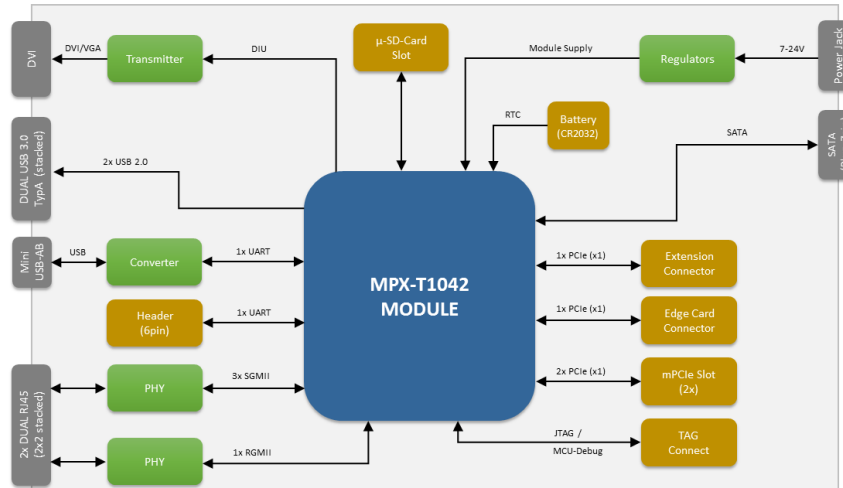 DVI
DVI/VGA
Transmitter
DIU
µ-SD-Card
Slot
Module Supply
Regulators
7-24V
Power Jack
RTC
Battery
(CR2032)
SATA
SATA
DUAL USB 3.0
TypA (stacked)
2x USB 2.0
Mini
USB-AB
USB
Converter
1x UART
Header
(6pin)
1x UART
MPX-T1042
MODULE
1x PCIe (x1)
Extension
Connector
1x PCIe (x1)
Edge Card
Connector
2x PCIe (x1)
mPCIe Slot
(2x)
JTAG /
MCU-Debug
TAG
Connect
2x DUAL RJ45
(2x2 stacked)
PHY
3x SGMII
PHY
1x RGMII